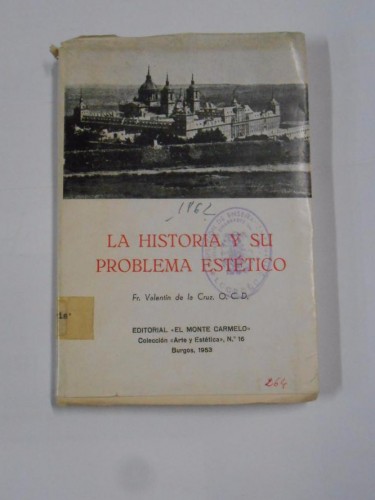 1962
LA HISTORIA Y SU
PROBLEMA ESTÉTICO
Fr. Valentín de la Cruz, O. C. D.
EDITORIAL «EL MONTE CARMELO»
Colección «Arte y Estética», N.° 16
Burgos, 1953
264